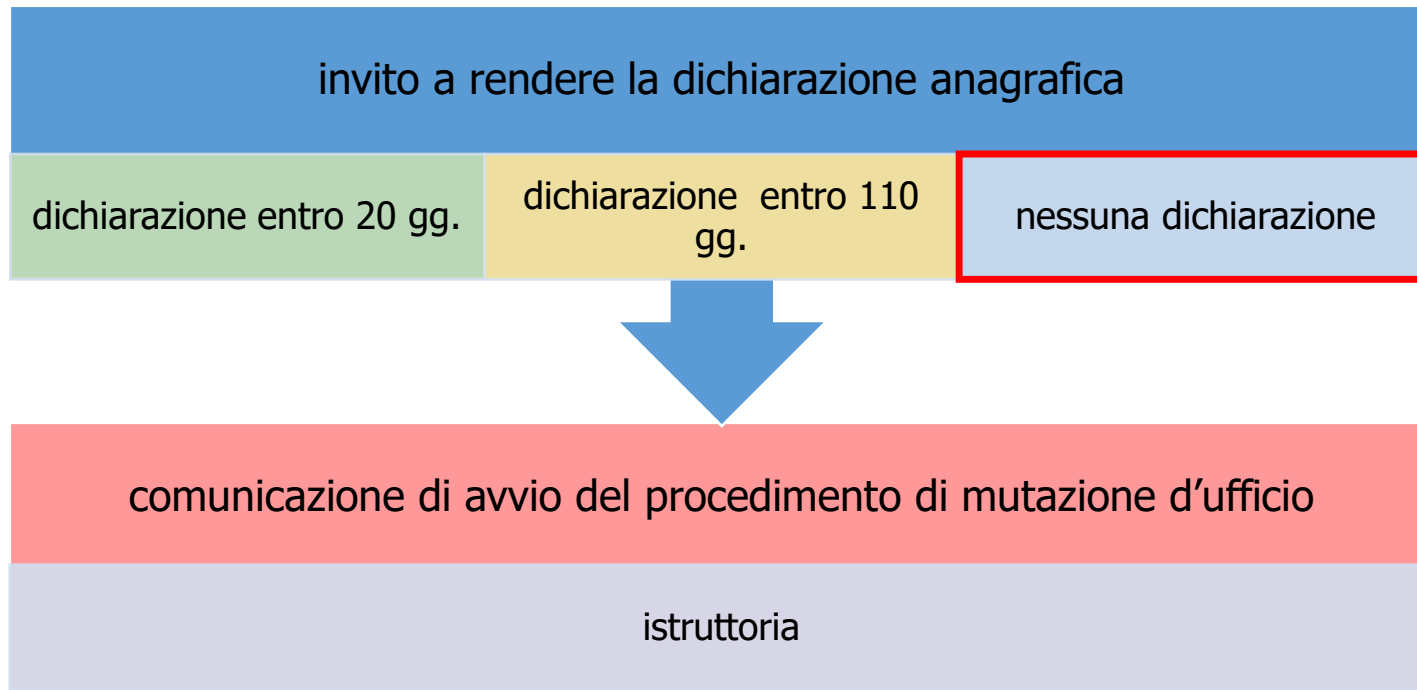 invito a rendere la dichiarazione anagrafica
dichiarazione entro 20 gg.
dichiarazione entro 110
gg.
nessuna dichiarazione
comunicazione di avvio del procedimento di mutazione d’ufficio
istruttoria